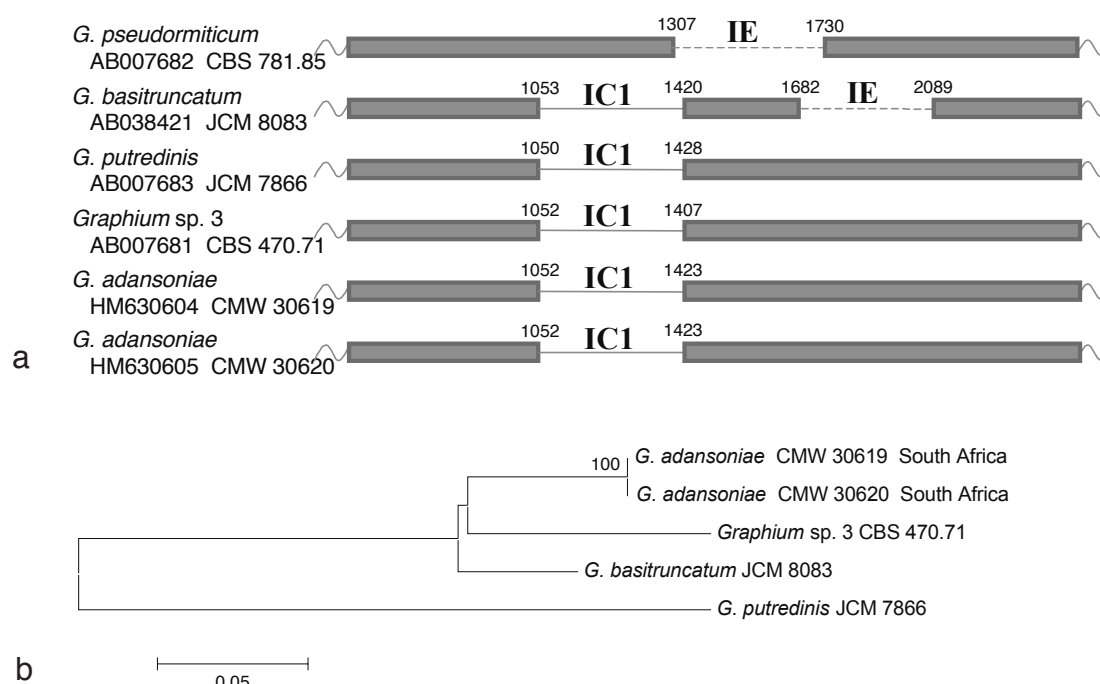 1307 IE 1730
G. pseudormiticum
AB007682 CBS 781.85
1053 IC1 1420 1682 IE 2089
G. basitruncatum
AB038421 JCM 8083
1050 IC1 1428
G. putredinis
AB007683 JCM 7866
1052 IC1 1407
Graphium sp. 3
AB007681 CBS 470.71
1052 IC1 1423
G. adansoniae
HM630604 CMW 30619
1052 IC1 1423
G. adansoniae
HM630605 CMW 30620
a
100 G. adansoniae CMW 30619 South Africa
G. adansoniae CMW 30620 South Africa
Graphium sp. 3 CBS 470.71
G. basitruncatum JCM 8083
G. putredinis JCM 7866
b
0.05